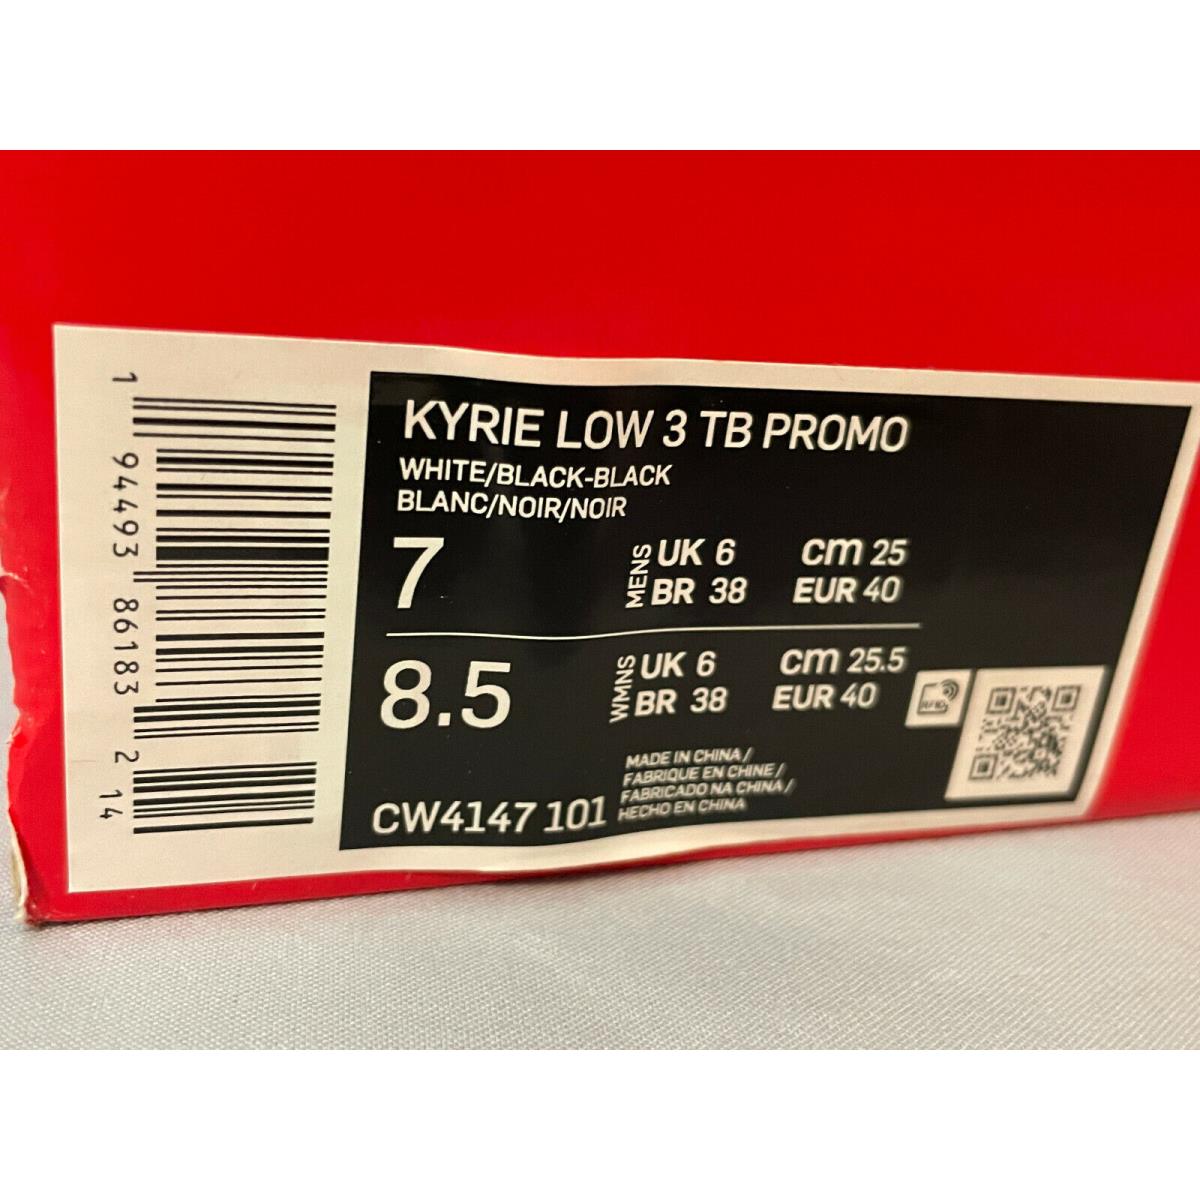 KYRIE LOW 3 TB PROMO
WHITE/BLACK-BLACK
BLANC/NOIR/NOIR
7
MENS
UK 6 cm 25
BR 38 EUR 40
8.5
WMNS
UK 6 cm 25.5
BR 38 EUR 40
RFID
CW4147 101
MADE IN CHINA /
FABRIQUE EN CHINE /
FABRICADO NA CHINA /
HECHO EN CHINA
1 94493 86183 2 14